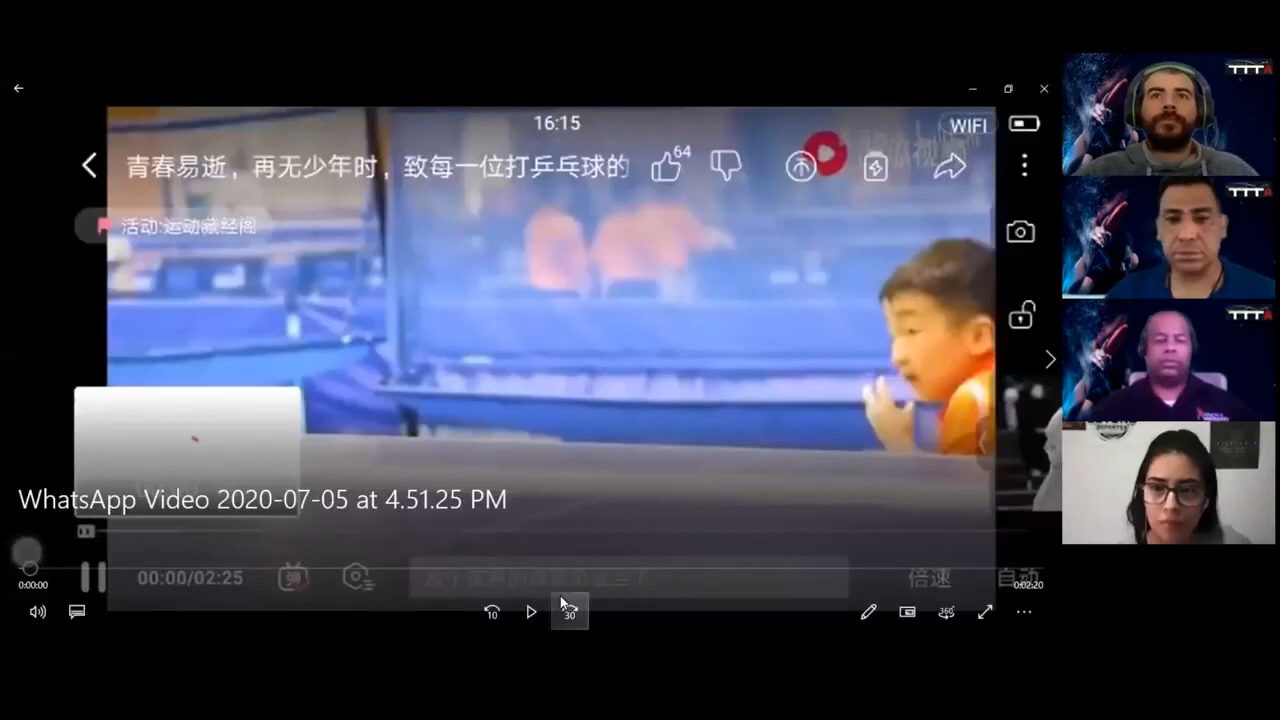 16:15
WIFI
青春易逝，再无少年时，致每一位打乒乓球的
64
活动:运动藏经阁
WhatsApp Video 2020-07-05 at 4.51.25 PM
00:00/02:25
倍速
自动
0:00:00
0:02:20
10
30
360
TTTA
TTTA
TTTA
DEPORTES